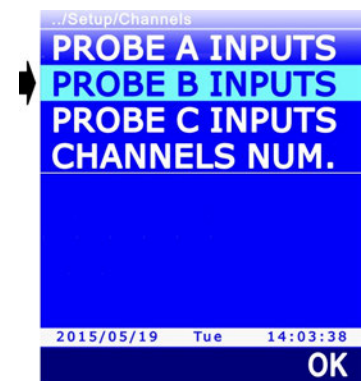 ../Setup/Channels
PROBE A INPUTS
PROBE B INPUTS
PROBE C INPUTS
CHANNELS NUM.
2015/05/19 Tue 14:03:38
OK